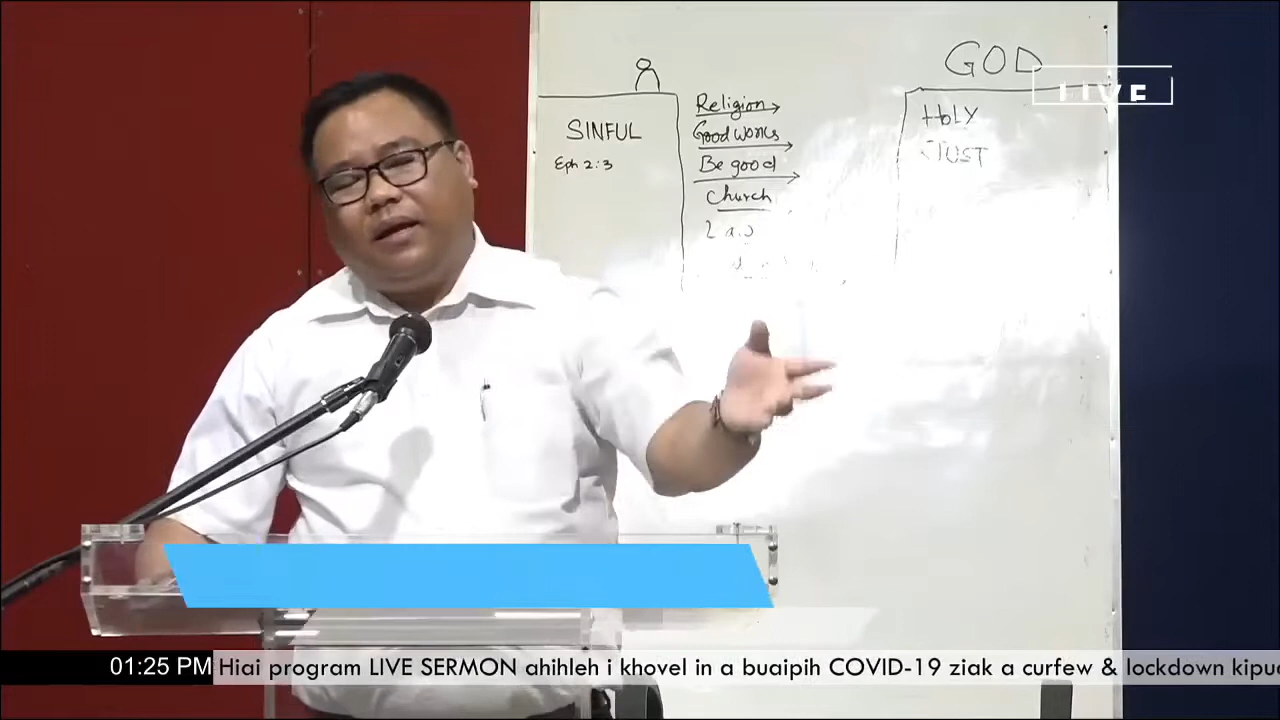 GOD
LIVE
Religion
HOLY
SINFUL
Good works
JUST
Eph 2:3
Be good
Church
01:25 PM Hiai program LIVE SERMON ahihleh i khovel in a buaipih COVID-19 ziak a curfew & lockdown